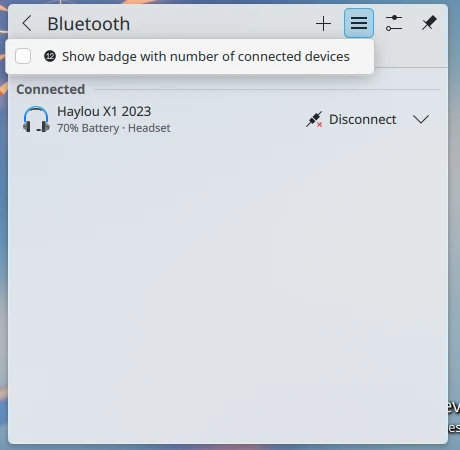 Bluetooth
Show badge with number of connected devices
Connected
Haylou X1 2023
70% Battery · Headset
Disconnect